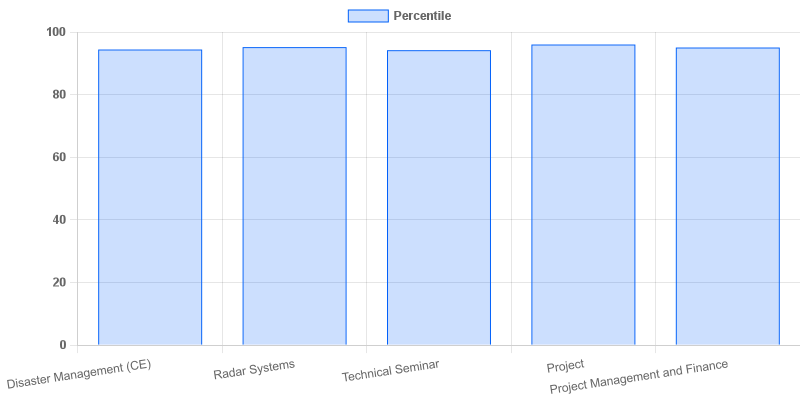 Percentile
100
80
60
40
20
0
Disaster Management (CE)
Radar Systems
Technical Seminar
Project
Project Management and Finance